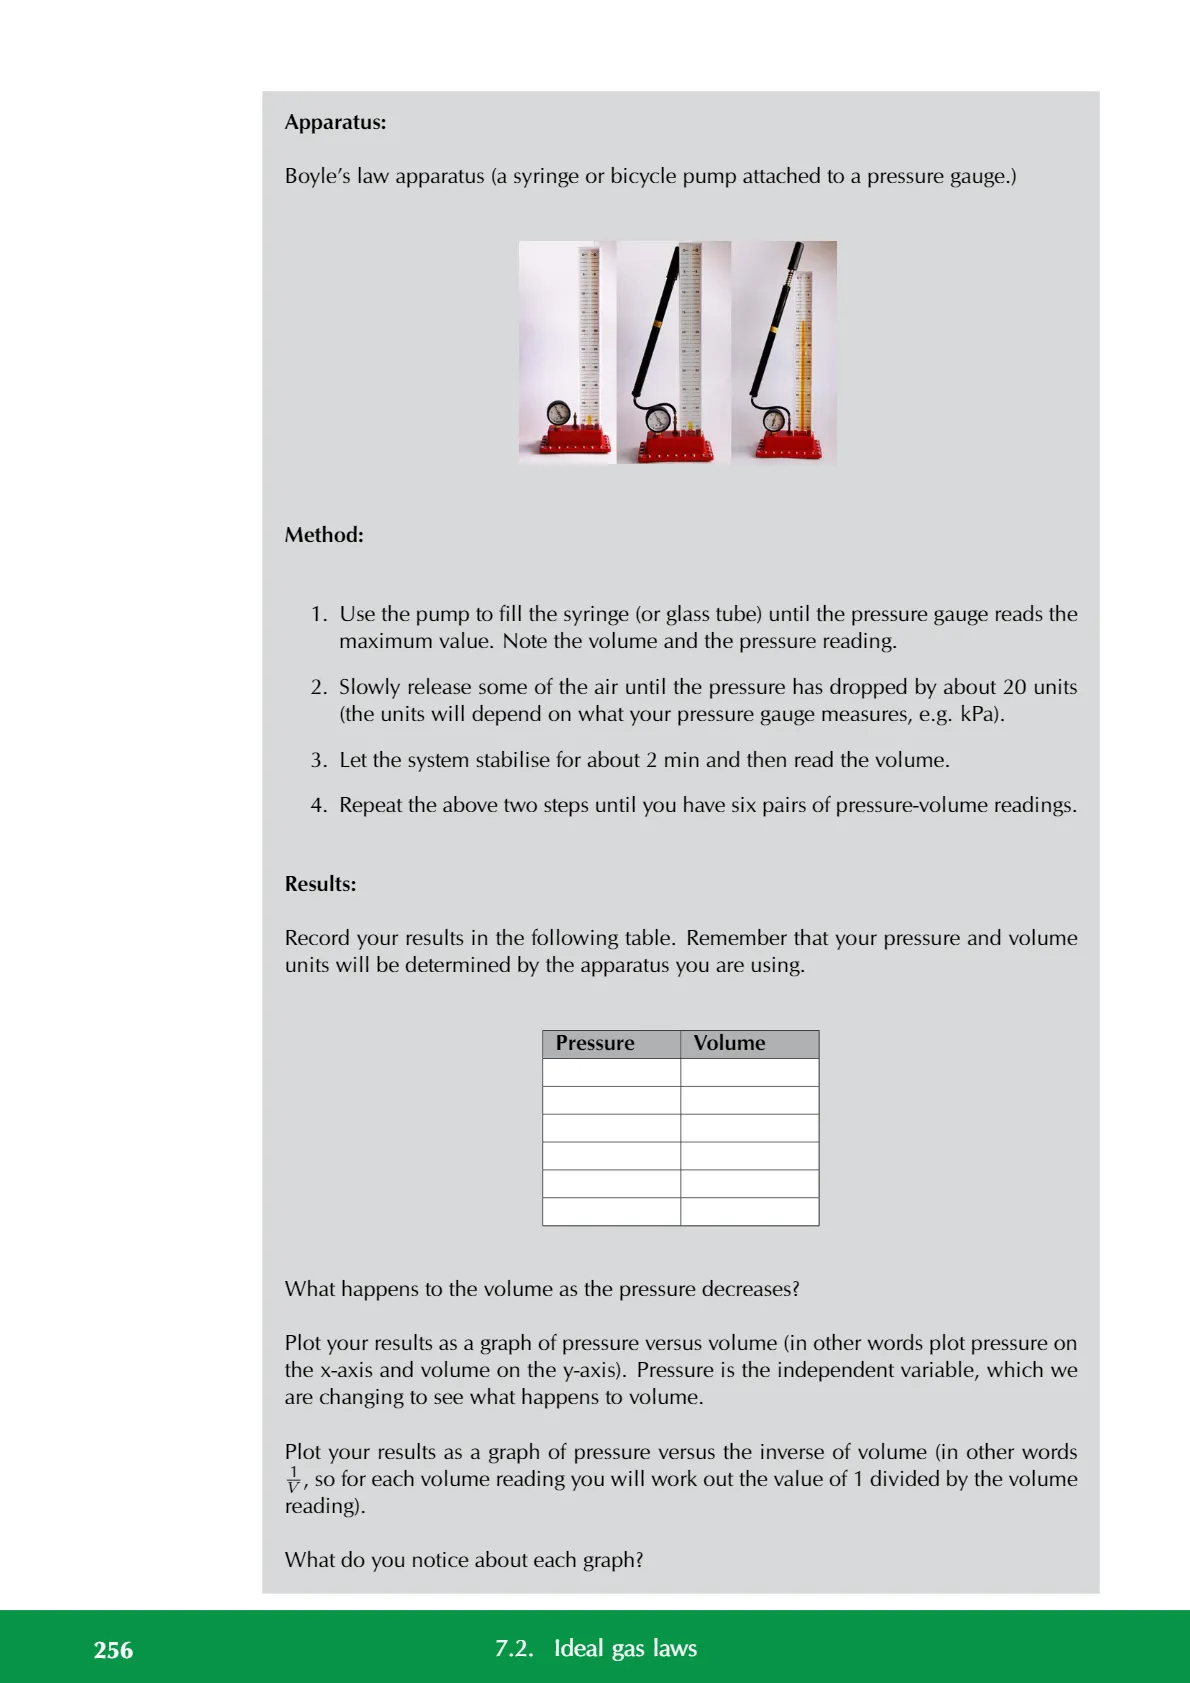 Apparatus:
Boyle's law apparatus (a syringe or bicycle pump attached to a pressure gauge.)
Method:
1. Use the pump to fill the syringe (or glass tube) until the pressure gauge reads the
maximum value. Note the volume and the pressure reading.
2. Slowly release some of the air until the pressure has dropped by about 20 units
(the units will depend on what your pressure gauge measures, e.g. kPa).
3. Let the system stabilise for about 2 min and then read the volume.
4. Repeat the above two steps until you have six pairs of pressure-volume readings.
Results:
Record your results in the following table. Remember that your pressure and volume
units will be determined by the apparatus you are using.
Pressure Volume
What happens to the volume as the pressure decreases?
Plot your results as a graph of pressure versus volume (in other words plot pressure on
the x-axis and volume on the y-axis). Pressure is the independent variable, which we
are changing to see what happens to volume.
Plot your results as a graph of pressure versus the inverse of volume (in other words
1/V, so for each volume reading you will work out the value of 1 divided by the volume
reading).
What do you notice about each graph?
256 7.2. Ideal gas laws